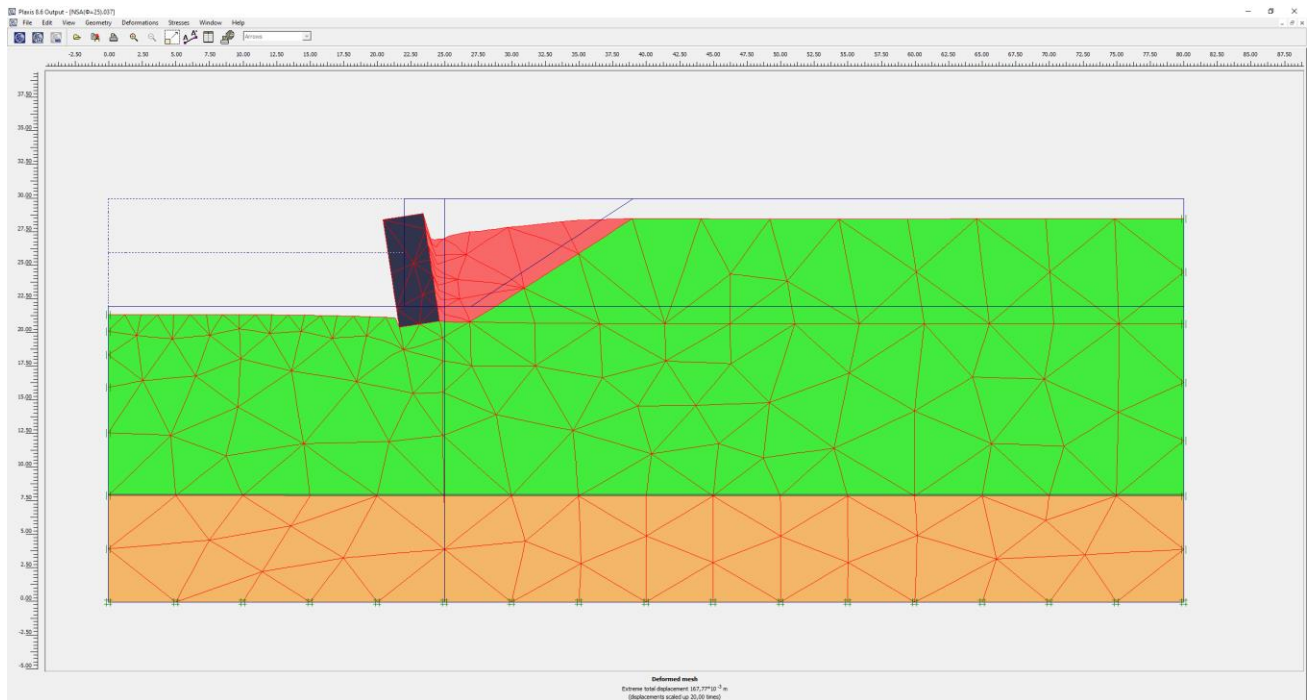 Plaxis 8.6 Output - [NSA(Φ=25).037]
File Edit View Geometry Deformations Stresses Window Help
Arrows
-2.50 0.00 2.50 5.00 7.50 10.00 12.50 15.00 17.50 20.00 22.50 25.00 27.50 30.00 32.50 35.00 37.50 40.00 42.50 45.00 47.50 50.00 52.50 55.00 57.50 60.00 62.50 65.00 67.50 70.00 72.50 75.00 77.50 80.00 82.50 85.00 87.50
37.50
35.00
32.50
30.00
27.50
25.00
22.50
20.00
17.50
15.00
12.50
10.00
7.50
5.00
2.50
0.00
-2.50
-5.00
Deformed mesh
Extreme total displacement 167,77*10⁻³ m
(displacements scaled up 20,00 times)